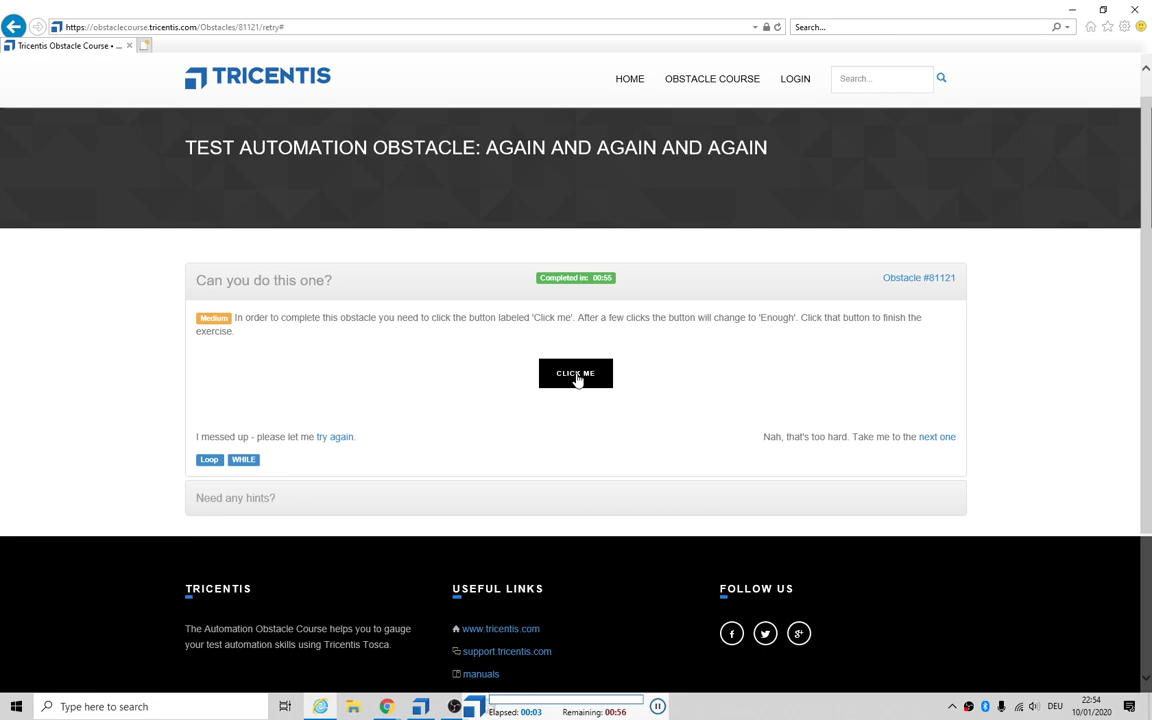 https://obstaclecourse.tricentis.com/Obstacles/81121/retry#
Search...
Tricentis Obstacle Course • ...
TRICENTIS
HOME
OBSTACLE COURSE
LOGIN
Search...
TEST AUTOMATION OBSTACLE: AGAIN AND AGAIN AND AGAIN
Can you do this one?
Completed in: 00:55
Obstacle #81121
Medium In order to complete this obstacle you need to click the button labeled 'Click me'. After a few clicks the button will change to 'Enough'. Click that button to finish the
exercise.
CLICK ME
I messed up - please let me try again.
Nah, that's too hard. Take me to the next one
Loop WHILE
Need any hints?
TRICENTIS
USEFUL LINKS
FOLLOW US
The Automation Obstacle Course helps you to gauge
your test automation skills using Tricentis Tosca.
www.tricentis.com
support.tricentis.com
manuals
Type here to search
Elapsed: 00:03
Remaining: 00:56
DEU
22:54
10/01/2020